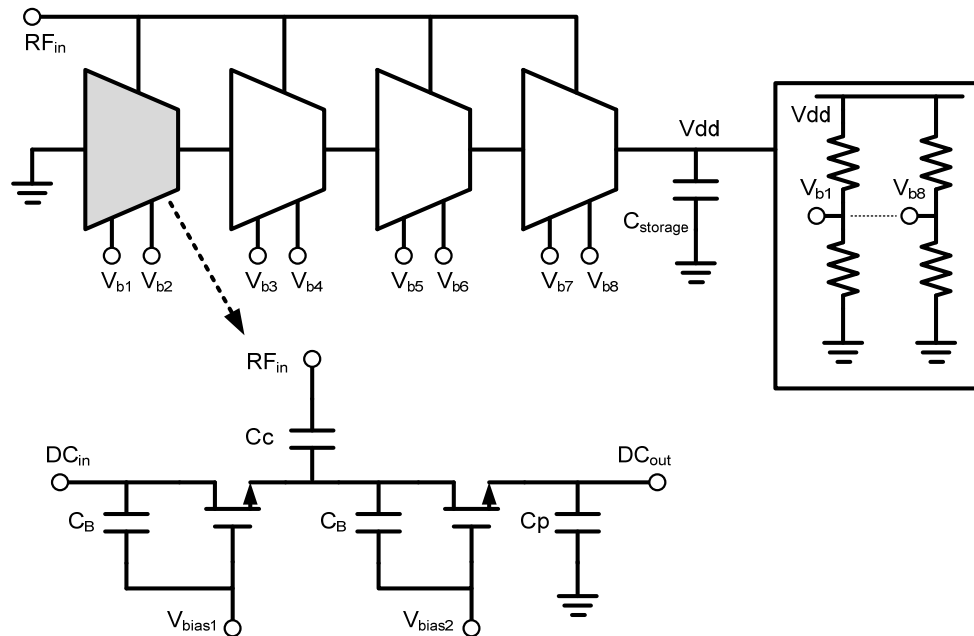 RFin
Vdd
Vdd
Vb1
Vb8
Cstorage
Vb1
Vb2
Vb3
Vb4
Vb5
Vb6
Vb7
Vb8
RFin
Cc
DCin
DCout
CB
CB
Cp
Vbias1
Vbias2